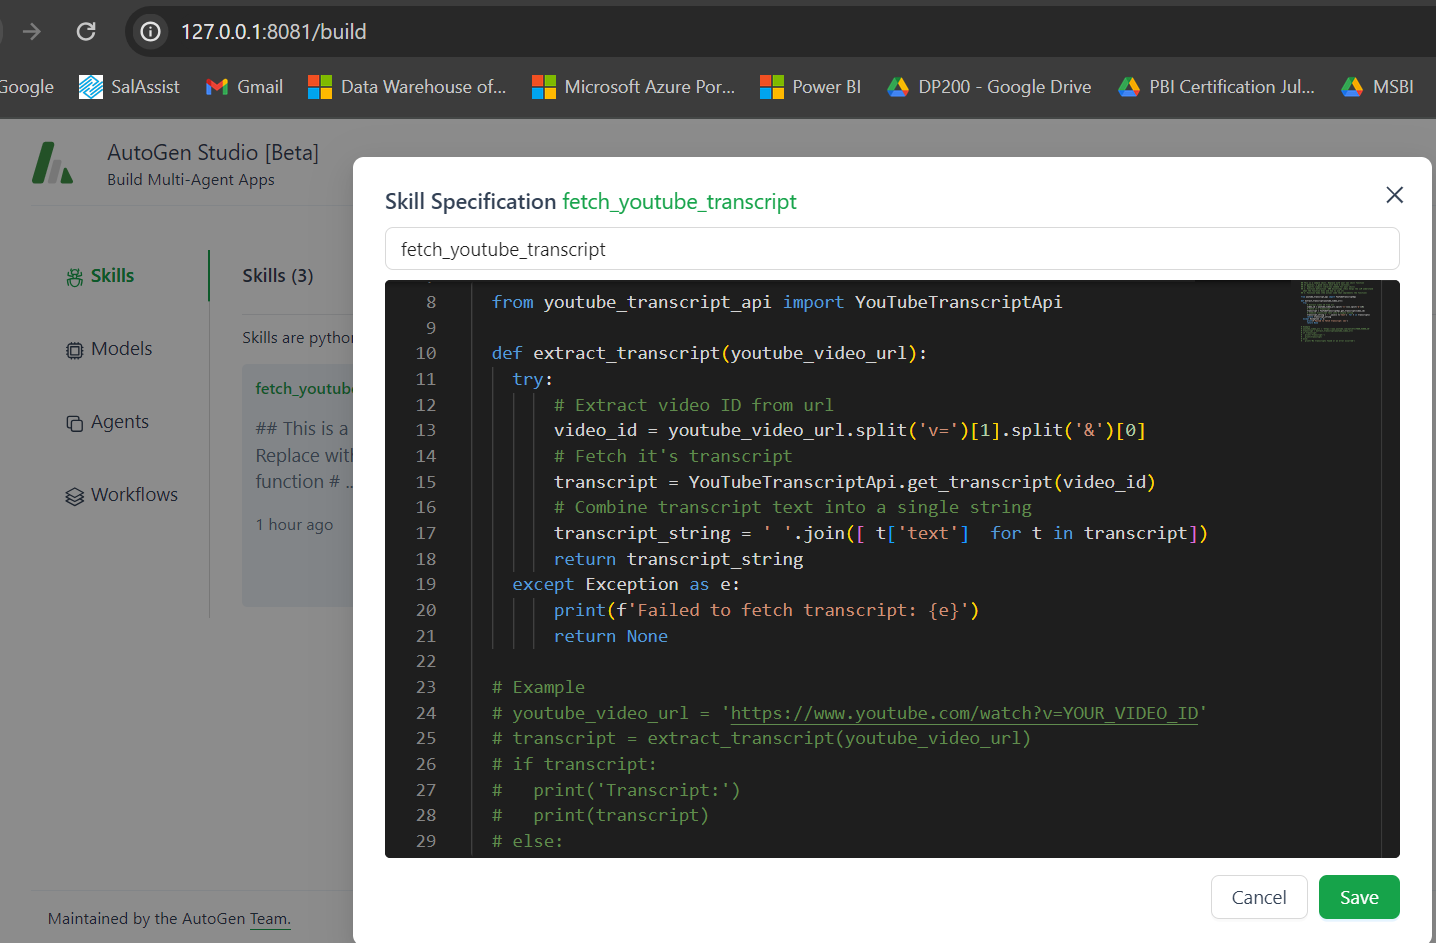 127.0.0.1:8081/build
Google SalAssist Gmail Data Warehouse of... Microsoft Azure Por... Power BI DP200 - Google Drive PBI Certification Jul... MSBI
AutoGen Studio [Beta]
Build Multi-Agent Apps
Skills
Models
Agents
Workflows
Skills (3)
Skills are pytho
fetch_youtub
## This is a
Replace wit
function # ..
1 hour ago
Maintained by the AutoGen Team.
Skill Specification fetch_youtube_transcript
fetch_youtube_transcript
8 from youtube_transcript_api import YouTubeTranscriptApi
9
10 def extract_transcript(youtube_video_url):
11 try:
12 # Extract video ID from url
13 video_id = youtube_video_url.split('v=')[1].split('&')[0]
14 # Fetch it's transcript
15 transcript = YouTubeTranscriptApi.get_transcript(video_id)
16 # Combine transcript text into a single string
17 transcript_string = ' '.join([ t['text']  for t in transcript])
18 return transcript_string
19 except Exception as e:
20 print(f'Failed to fetch transcript: {e}')
21 return None
22
23 # Example
24 # youtube_video_url = 'https://www.youtube.com/watch?v=YOUR_VIDEO_ID'
25 # transcript = extract_transcript(youtube_video_url)
26 # if transcript:
27 #   print('Transcript:')
28 #   print(transcript)
29 # else:
Cancel Save